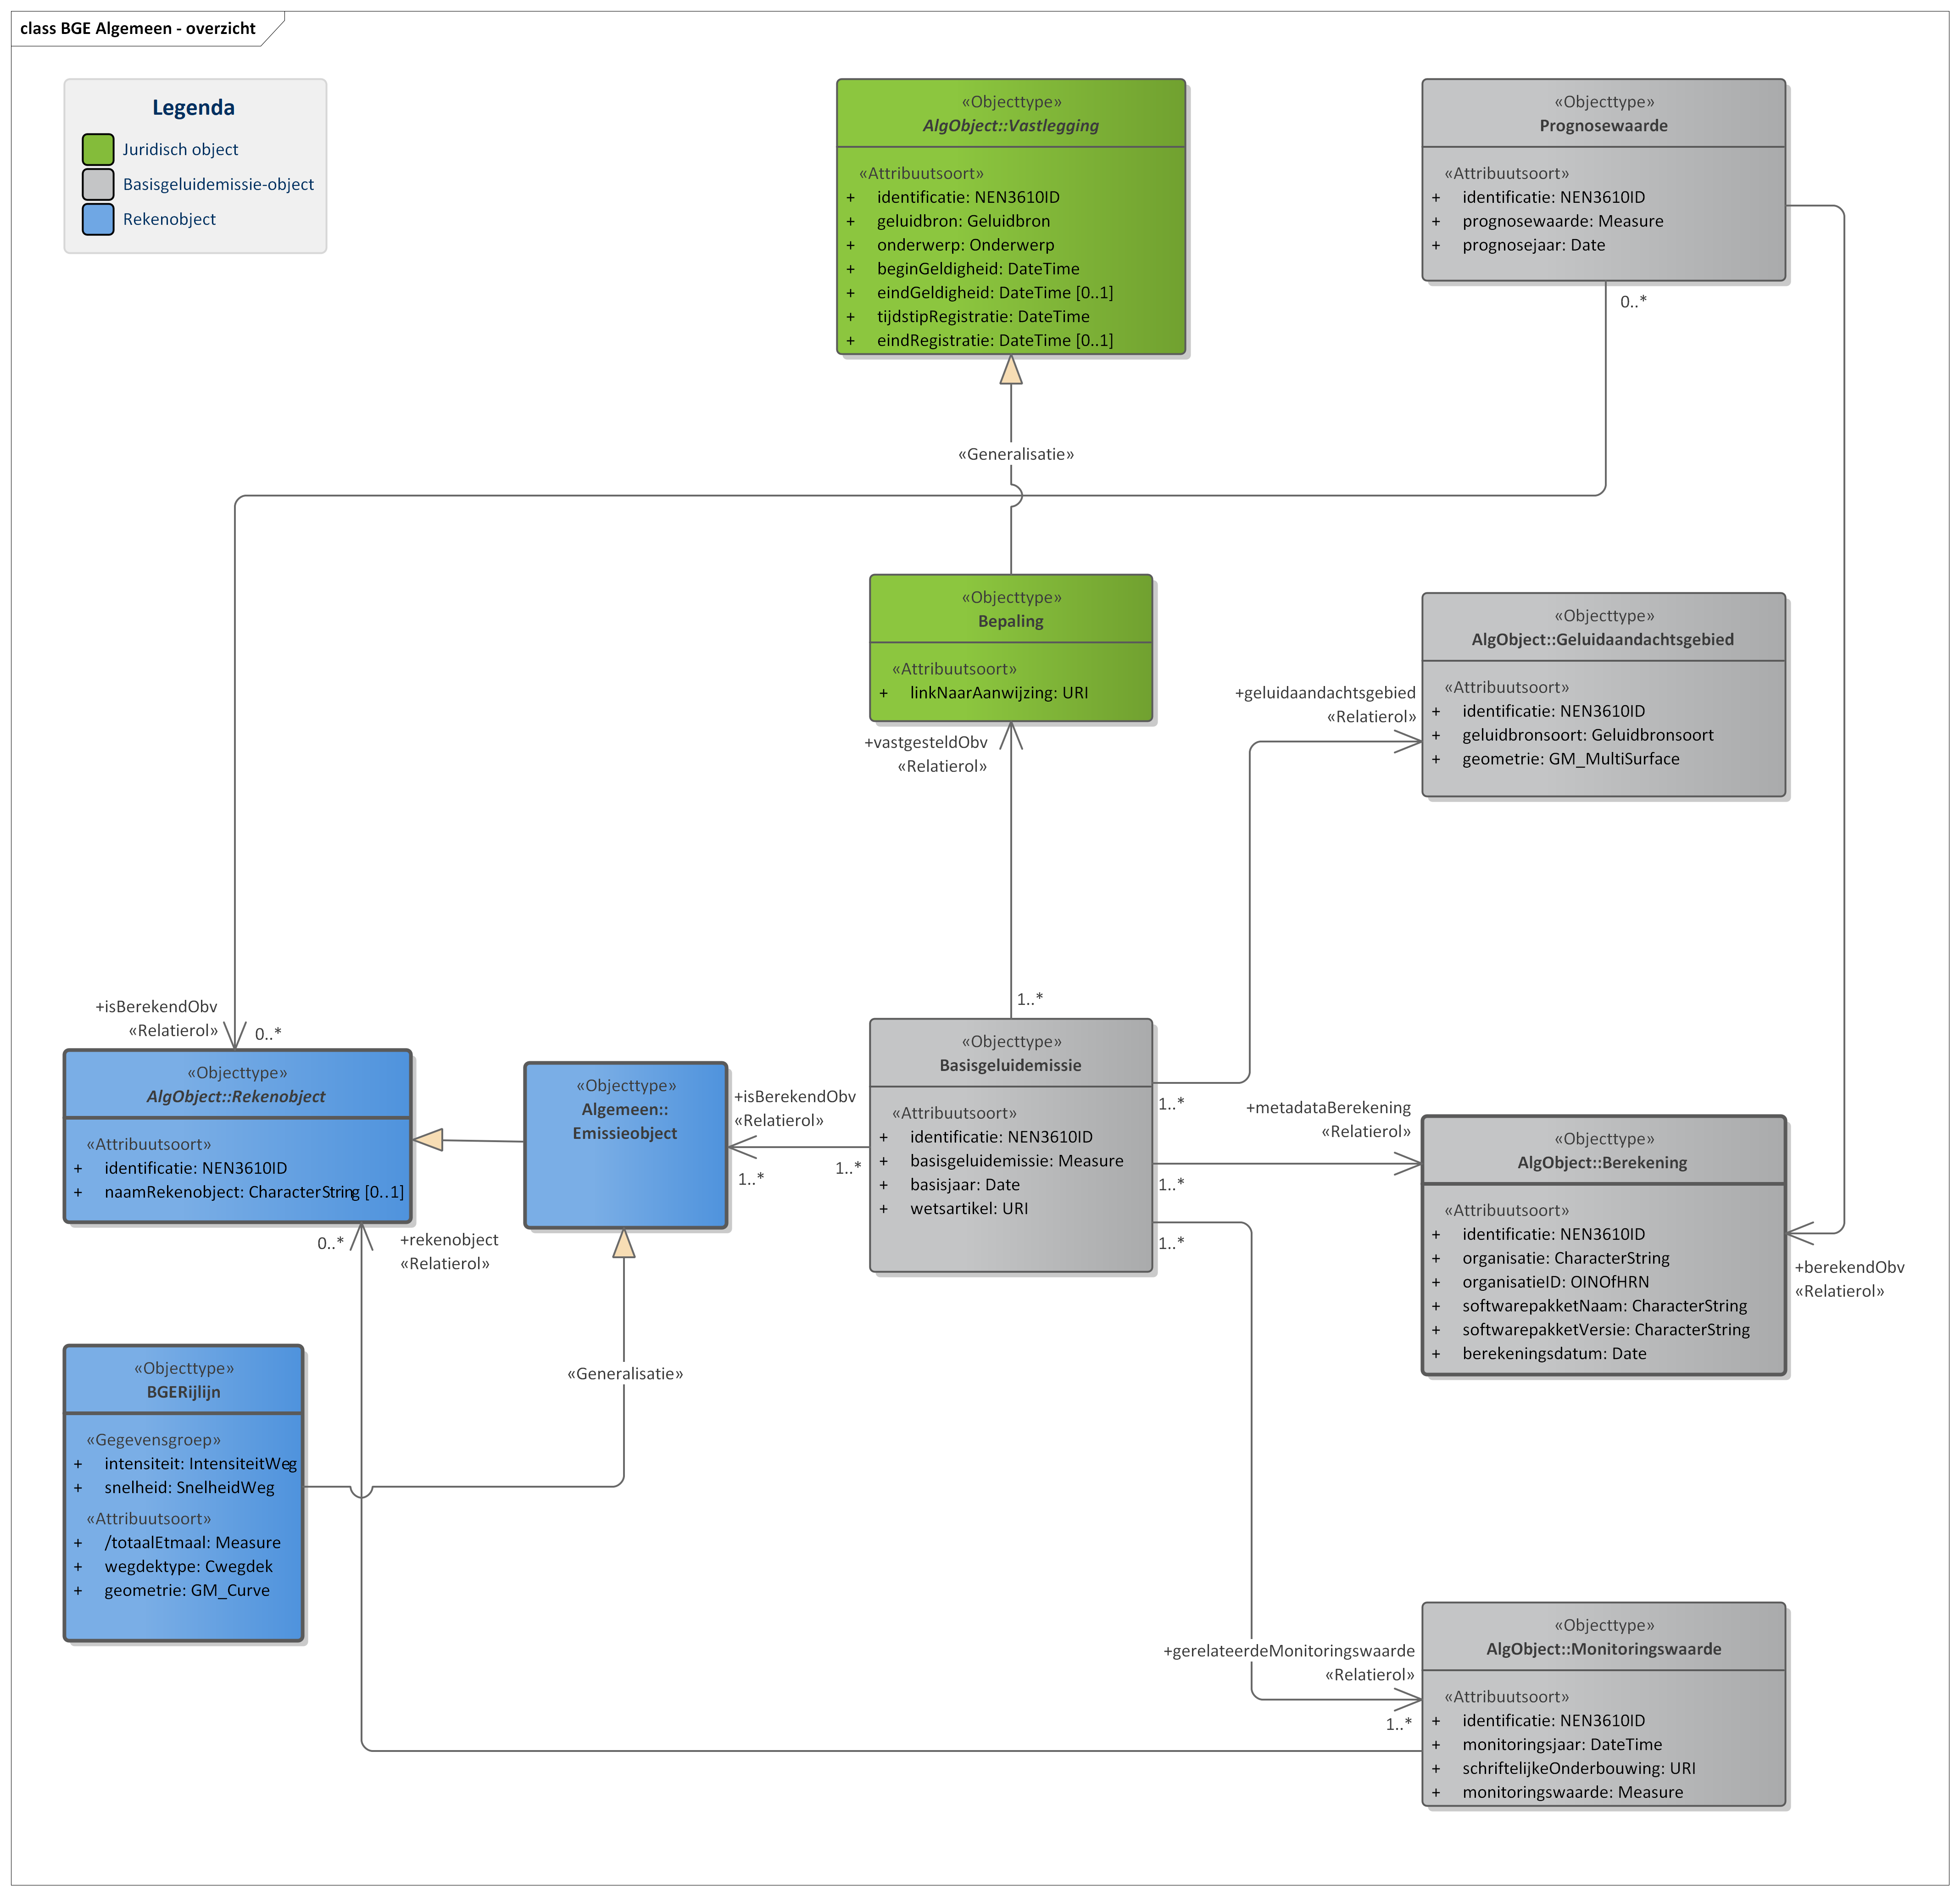 class BGE Algemeen - overzicht
Legenda
Juridisch object
Basisgeluidemissie-object
Rekenobject
«Objecttype»
AlgObject::Vastlegging
«Attribuutsoort»
+ identificatie: NEN3610ID
+ geluidbron: Geluidbron
+ onderwerp: Onderwerp
+ beginGeldigheid: DateTime
+ eindGeldigheid: DateTime [0..1]
+ tijdstipRegistratie: DateTime
+ eindRegistratie: DateTime [0..1]
«Objecttype»
Prognosewaarde
«Attribuutsoort»
+ identificatie: NEN3610ID
+ prognosewaarde: Measure
+ prognosejaar: Date
0..*
«Generalisatie»
«Objecttype»
Bepaling
«Attribuutsoort»
+ linkNaarAanwijzing: URI
+vastgesteldObv
«Relatierol»
«Objecttype»
AlgObject::Geluidaandachtsgebied
«Attribuutsoort»
+ identificatie: NEN3610ID
+ geluidbronsoort: Geluidbronsoort
+ geometrie: GM_MultiSurface
+geluidaandachtsgebied
«Relatierol»
1..*
+isBerekendObv
«Relatierol»
0..*
«Objecttype»
AlgObject::Rekenobject
«Attribuutsoort»
+ identificatie: NEN3610ID
+ naamRekenobject: CharacterString [0..1]
«Objecttype»
Algemeen::
Emissieobject
+isBerekendObv
«Relatierol»
1..*
1..*
«Objecttype»
Basisgeluidemissie
«Attribuutsoort»
+ identificatie: NEN3610ID
+ basisgeluidemissie: Measure
+ basisjaar: Date
+ wetsartikel: URI
1..*
+metadataBerekening
«Relatierol»
1..*
1..*
«Objecttype»
AlgObject::Berekening
«Attribuutsoort»
+ identificatie: NEN3610ID
+ organisatie: CharacterString
+ organisatieID: OINOfHRN
+ softwarepakketNaam: CharacterString
+ softwarepakketVersie: CharacterString
+ berekeningsdatum: Date
+berekendObv
«Relatierol»
0..*
+rekenobject
«Relatierol»
«Objecttype»
BGERijlijn
«Gegevensgroep»
+ intensiteit: IntensiteitWeg
+ snelheid: SnelheidWeg
«Attribuutsoort»
+ /totaalEtmaal: Measure
+ wegdektype: Cwegdek
+ geometrie: GM_Curve
«Generalisatie»
+gerelateerdeMonitoringswaarde
«Relatierol»
1..*
«Objecttype»
AlgObject::Monitoringswaarde
«Attribuutsoort»
+ identificatie: NEN3610ID
+ monitoringsjaar: DateTime
+ schriftelijkeOnderbouwing: URI
+ monitoringswaarde: Measure